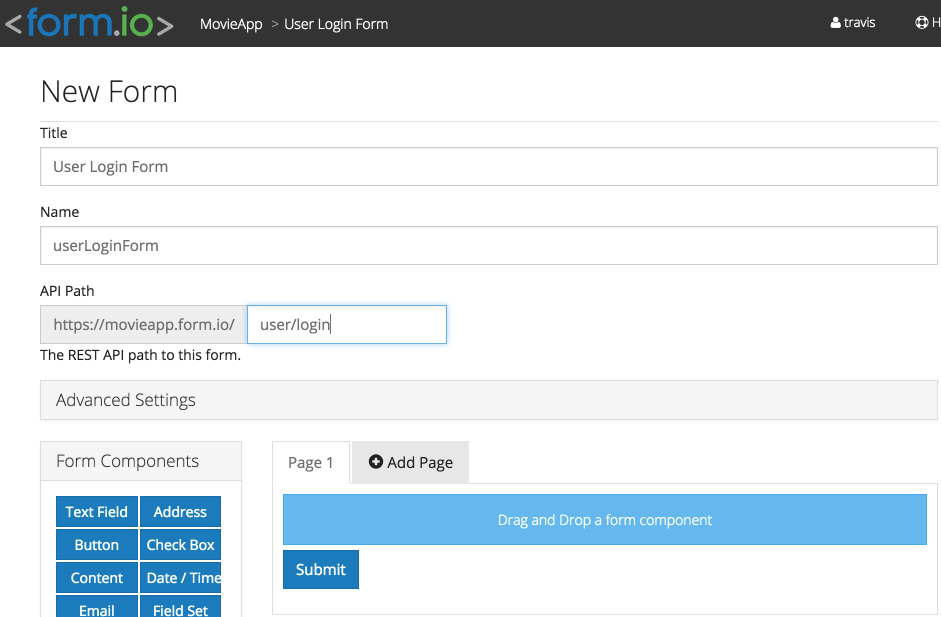 <form.io> MovieApp > User Login Form travis H
New Form
Title
User Login Form
Name
userLoginForm
API Path
https://movieapp.form.io/ user/login
The REST API path to this form.
Advanced Settings
Form Components
Page 1 Add Page
Text Field Address
Drag and Drop a form component
Button Check Box
Submit
Content Date / Time
Email Field Set